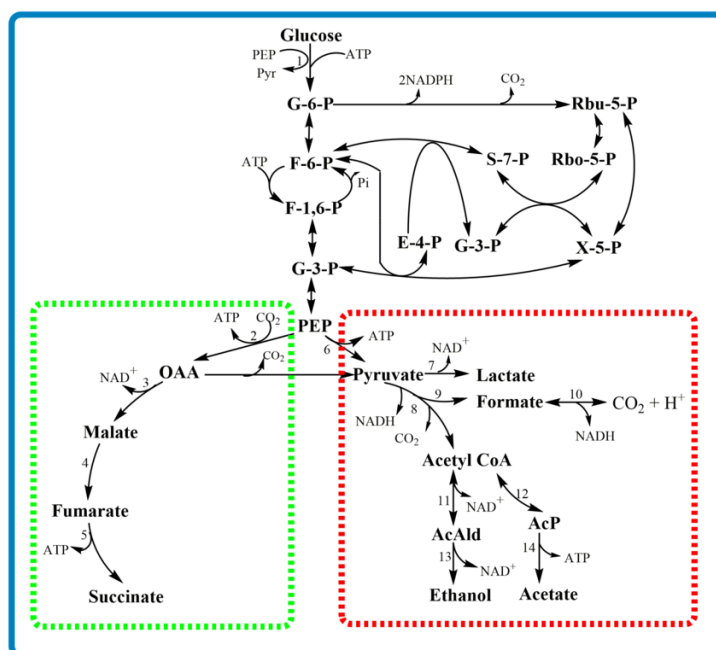 Glucose
PEP 1 ATP
Pyr
G-6-P 2NADPH CO2 Rbu-5-P
ATP F-6-P Pi S-7-P Rbo-5-P
F-1,6-P
E-4-P G-3-P X-5-P
G-3-P
ATP 2 CO2 PEP 6 ATP
OAA CO2 Pyruvate 7 NAD+ Lactate
NAD+ 3 9 Formate 10 CO2 + H+
Malate NADH 8 CO2 NADH
4 Acetyl CoA
Fumarate 11 NAD+ 12
ATP 5 AcAld AcP
13 NAD+ 14 ATP
Succinate Ethanol Acetate